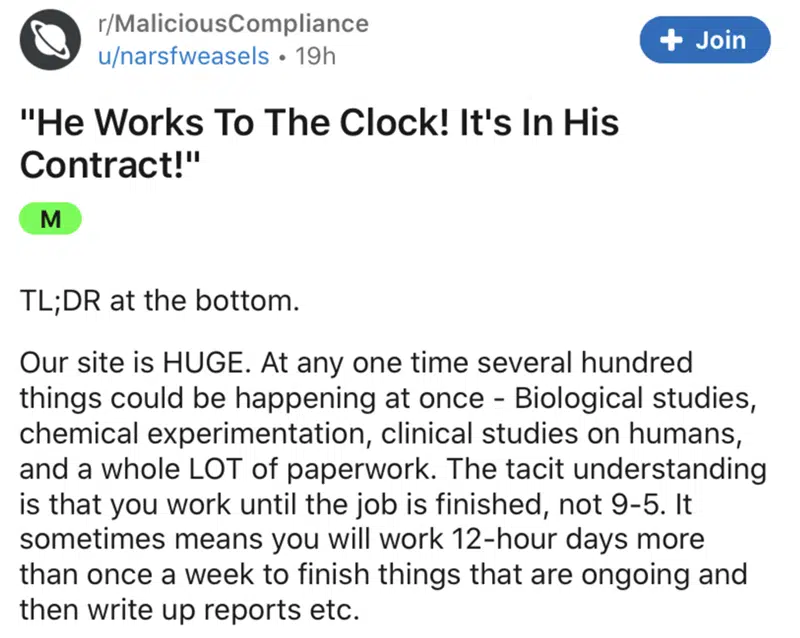 r/MaliciousCompliance
u/narsfweasels • 19h
+ Join
"He Works To The Clock! It's In His
Contract!"
M
TL;DR at the bottom.
Our site is HUGE. At any one time several hundred
things could be happening at once - Biological studies,
chemical experimentation, clinical studies on humans,
and a whole LOT of paperwork. The tacit understanding
is that you work until the job is finished, not 9-5. It
sometimes means you will work 12-hour days more
than once a week to finish things that are ongoing and
then write up reports etc.